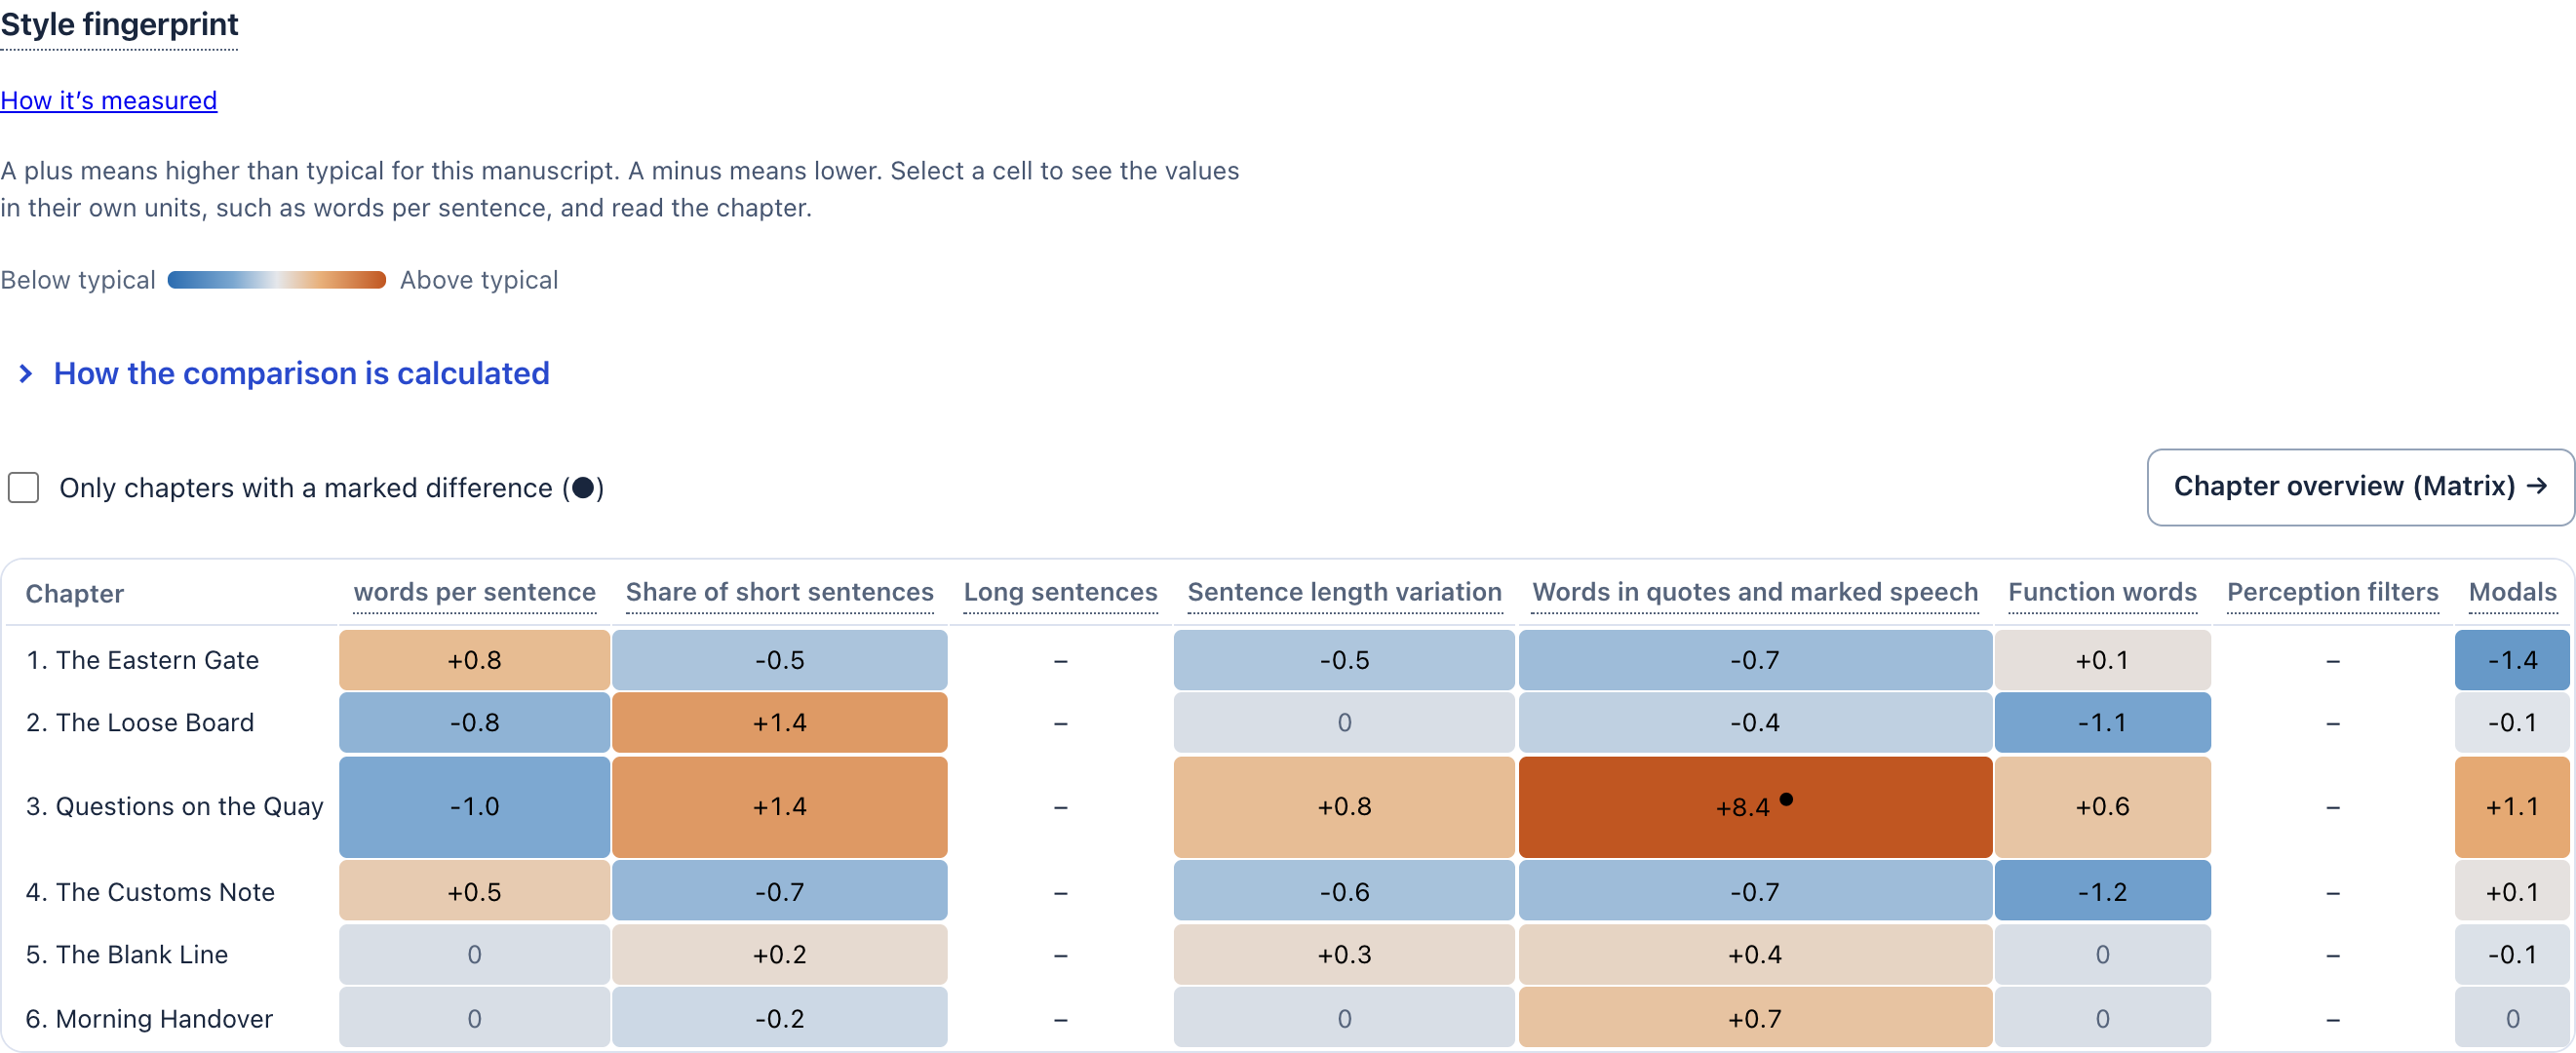 Style fingerprint
How it’s measured
A plus means higher than typical for this manuscript. A minus means lower. Select a cell to see the values
in their own units, such as words per sentence, and read the chapter.
Below typical Above typical
How the comparison is calculated
Only chapters with a marked difference (●)
Chapter overview (Matrix) →
Chapter words per sentence Share of short sentences Long sentences Sentence length variation Words in quotes and marked speech Function words Perception filters Modals
1. The Eastern Gate +0.8 -0.5 – -0.5 -0.7 +0.1 – -1.4
2. The Loose Board -0.8 +1.4 – 0 -0.4 -1.1 – -0.1
3. Questions on the Quay -1.0 +1.4 – +0.8 +8.4 ● +0.6 – +1.1
4. The Customs Note +0.5 -0.7 – -0.6 -0.7 -1.2 – +0.1
5. The Blank Line 0 +0.2 – +0.3 +0.4 0 – -0.1
6. Morning Handover 0 -0.2 – 0 +0.7 0 – 0